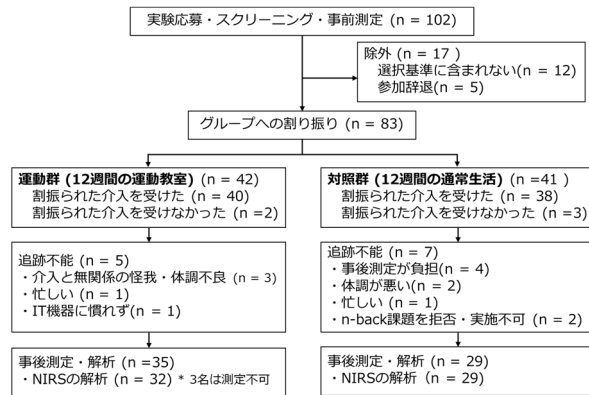 実験応募・スクリーニング・事前測定 (n = 102)
除外 (n = 17 )
選択基準に含まれない(n = 12)
参加辞退(n = 5)
グループへの割り振り (n = 83)
運動群 (12週間の運動教室) (n = 42)
割振られた介入を受けた (n = 40)
割振られた介入を受けなかった (n =2)
対照群 (12週間の通常生活) (n =41 )
割振られた介入を受けた (n = 38)
割振られた介入を受けなかった (n =3)
追跡不能 (n = 5)
・介入と無関係の怪我・体調不良 (n = 3)
・忙しい (n = 1)
・IT機器に慣れず(n = 1)
追跡不能 (n = 7)
・事後測定が負担(n = 4)
・体調が悪い(n = 2)
・忙しい (n = 1)
・n-back課題を拒否・実施不可 (n = 2)
事後測定・解析 (n =35)
・NIRSの解析 (n = 32) * 3名は測定不可
事後測定・解析 (n = 29)
・NIRSの解析 (n = 29)